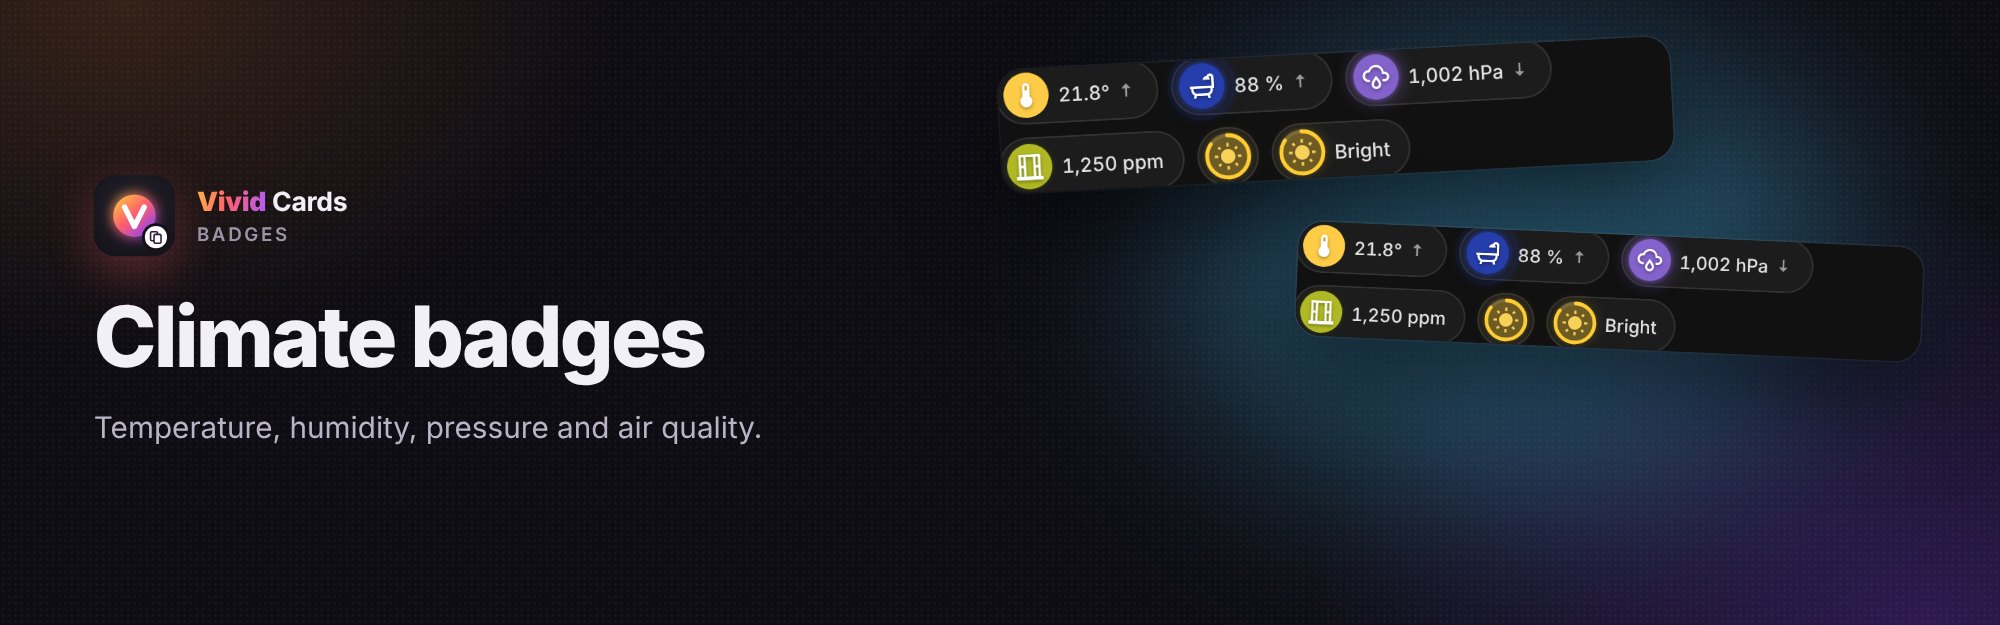 Vivid Cards
BADGES
Climate badges
Temperature, humidity, pressure and air quality.
21.8° ↑
88 % ↑
1,002 hPa ↓
1,250 ppm
Bright
21.8° ↑
88 % ↑
1,002 hPa ↓
1,250 ppm
Bright